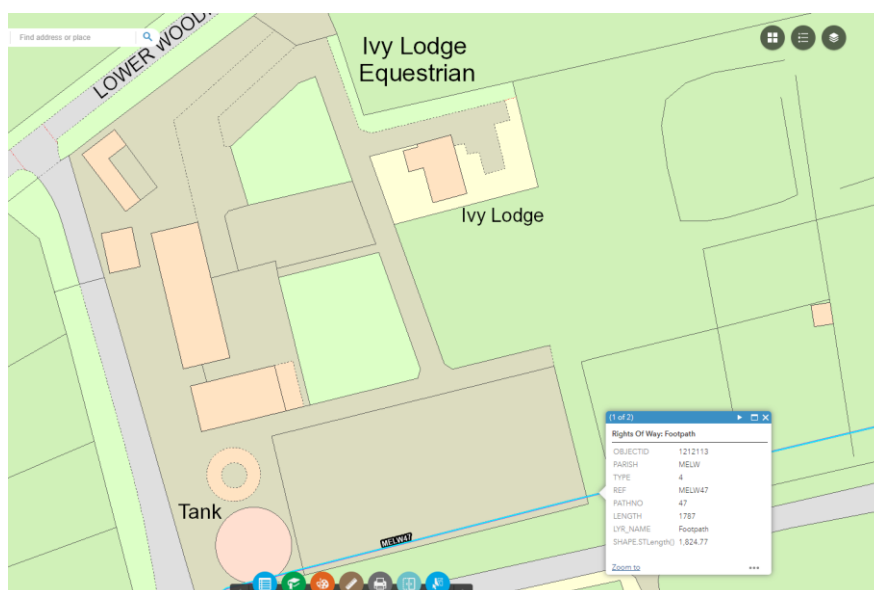 Find address or place
LOWER WOOD
Ivy Lodge
Equestrian
Ivy Lodge
Tank
MELW47
(1 of 2)
Rights Of Way: Footpath
OBJECTID 1212113
PARISH MELW
TYPE 4
REF MELW47
PATHNO 47
LENGTH 1787
LYR_NAME Footpath
SHAPE.STLength() 1,824.77
Zoom to